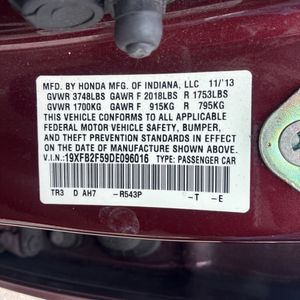 MFD. BY HONDA MFG. OF INDIANA, LLC 11/13
GVWR 3748LBS GAWR F 2018LBS R 1753LBS
GVWR 1700KG GAWR F 915KG R 795KG
THIS VEHICLE CONFORMS TO ALL APPLICABLE
FEDERAL MOTOR VEHICLE SAFETY, BUMPER,
AND THEFT PREVENTION STANDARDS IN EFFECT
ON THE DATE OF MANUFACTURE SHOWN ABOVE.
V.I.N.: 19XFB2F59DE096016 TYPE: PASSENGER CAR
TR3 D AH7 -R543P -T -E